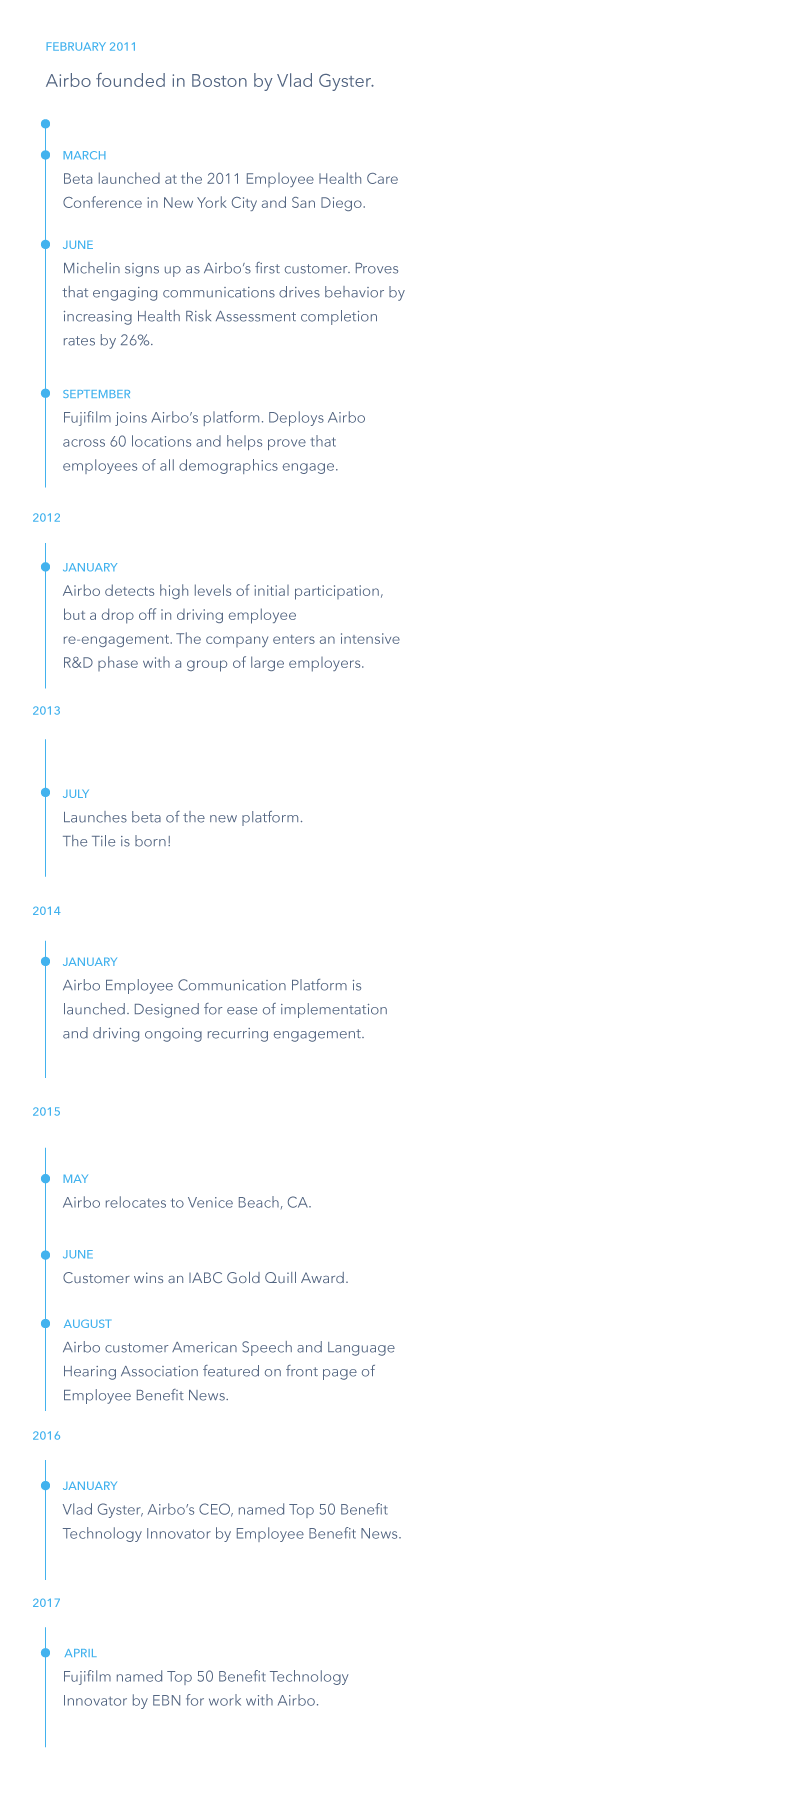 FEBRUARY 2011
Airbo founded in Boston by Vlad Gyster.
MARCH
Beta launched at the 2011 Employee Health Care
Conference in New York City and San Diego.
JUNE
Michelin signs up as Airbo’s first customer. Proves
that engaging communications drives behavior by
increasing Health Risk Assessment completion
rates by 26%.
SEPTEMBER
Fujifilm joins Airbo’s platform. Deploys Airbo
across 60 locations and helps prove that
employees of all demographics engage.
2012
JANUARY
Airbo detects high levels of initial participation,
but a drop off in driving employee
re-engagement. The company enters an intensive
R&D phase with a group of large employers.
2013
JULY
Launches beta of the new platform.
The Tile is born!
2014
JANUARY
Airbo Employee Communication Platform is
launched. Designed for ease of implementation
and driving ongoing recurring engagement.
2015
MAY
Airbo relocates to Venice Beach, CA.
JUNE
Customer wins an IABC Gold Quill Award.
AUGUST
Airbo customer American Speech and Language
Hearing Association featured on front page of
Employee Benefit News.
2016
JANUARY
Vlad Gyster, Airbo’s CEO, named Top 50 Benefit
Technology Innovator by Employee Benefit News.
2017
APRIL
Fujifilm named Top 50 Benefit Technology
Innovator by EBN for work with Airbo.